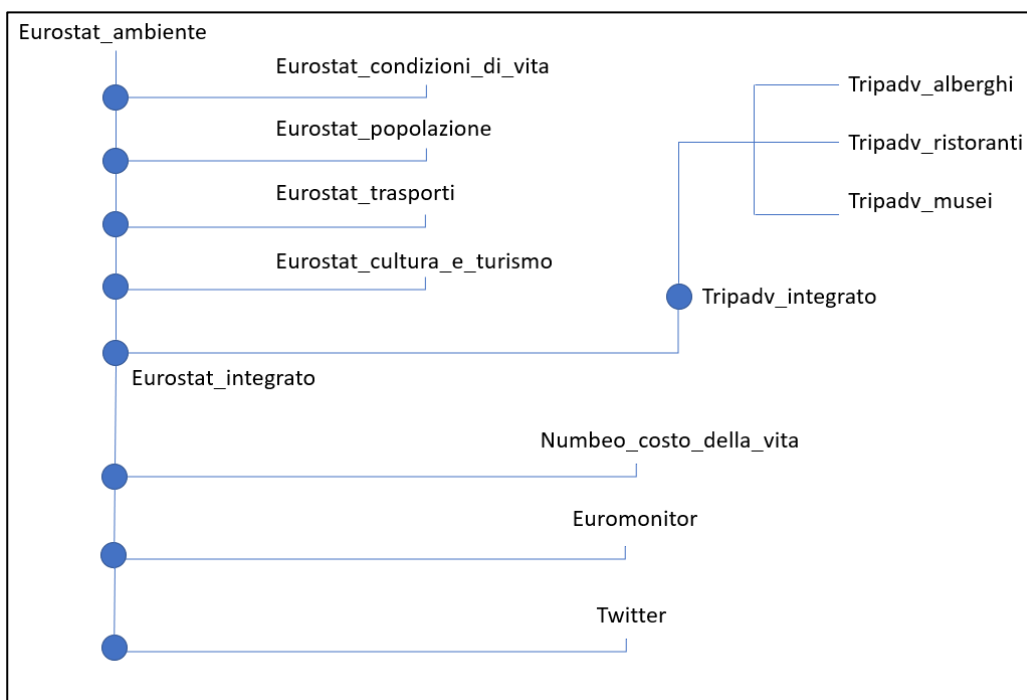 Eurostat_ambiente
Eurostat_condizioni_di_vita
Tripadv_alberghi
Eurostat_popolazione
Tripadv_ristoranti
Eurostat_trasporti
Tripadv_musei
Eurostat_cultura_e_turismo
Tripadv_integrato
Eurostat_integrato
Numbeo_costo_della_vita
Euromonitor
Twitter